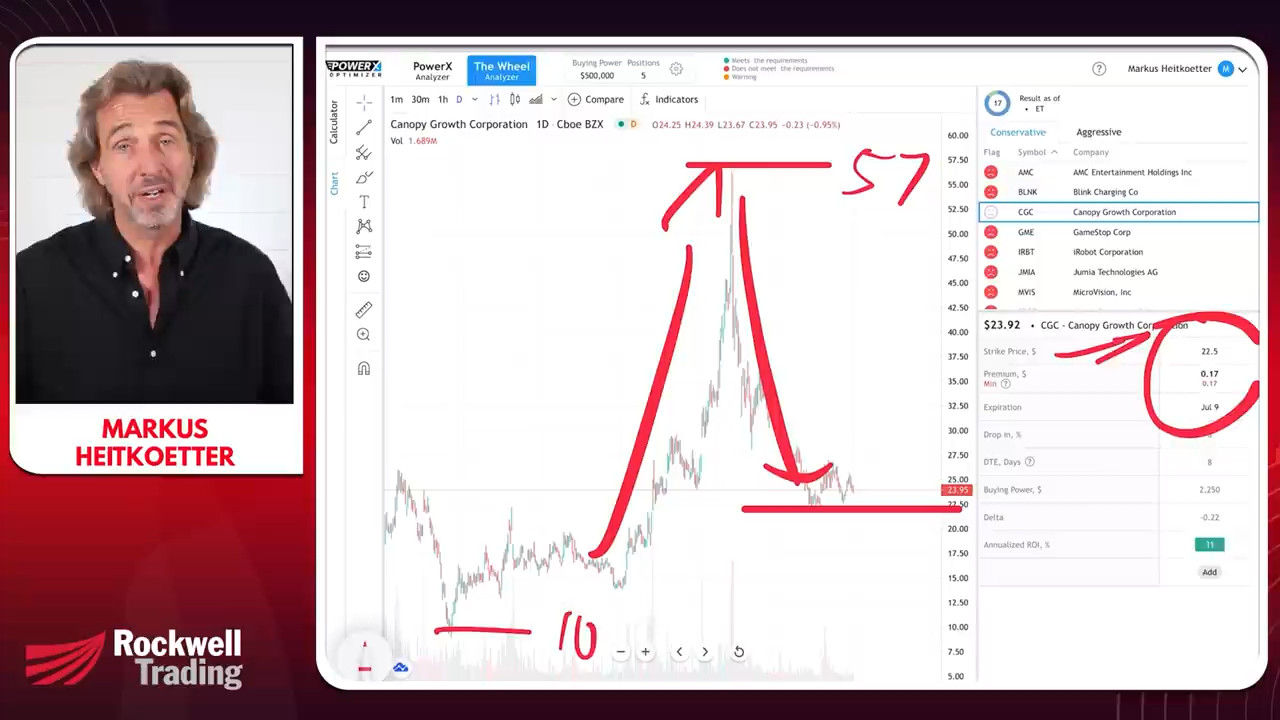 MARKUS
HEITKOETTER
Rockwell
Trading
POWERX
OPTIMIZER
PowerX
Analyzer
The Wheel
Analyzer
Buying Power
$500,000
Positions
5
Meets the requirements
Does not meet the requirements
Warning
? Markus Heitkoetter M
Calculator
Chart
1m 30m 1h D Compare Indicators
Canopy Growth Corporation 1D · Cboe BZX D O24.25 H24.39 L23.67 C23.95 -0.23 (-0.95%)
Vol 1.689M
T
57
10
60.00
57.50
55.00
52.50
50.00
47.50
45.00
42.50
40.00
37.50
35.00
32.50
30.00
27.50
25.00
23.95
22.50
20.00
17.50
15.00
12.50
10.00
7.50
5.00
17
Result as of
• ET
Conservative Aggressive
Flag Symbol Company
AMC AMC Entertainment Holdings Inc
BLNK Blink Charging Co
CGC Canopy Growth Corporation
GME GameStop Corp
IRBT iRobot Corporation
JMIA Jumia Technologies AG
MVIS MicroVision, Inc
$23.92 • CGC - Canopy Growth Corporation
Strike Price, $ 22.5
Premium, $ 0.17
Min ? 0.17
Expiration Jul 9
Drop in, %
DTE, Days ? 8
Buying Power, $ 2,250
Delta -0.22
Annualized ROI, % 11
Add